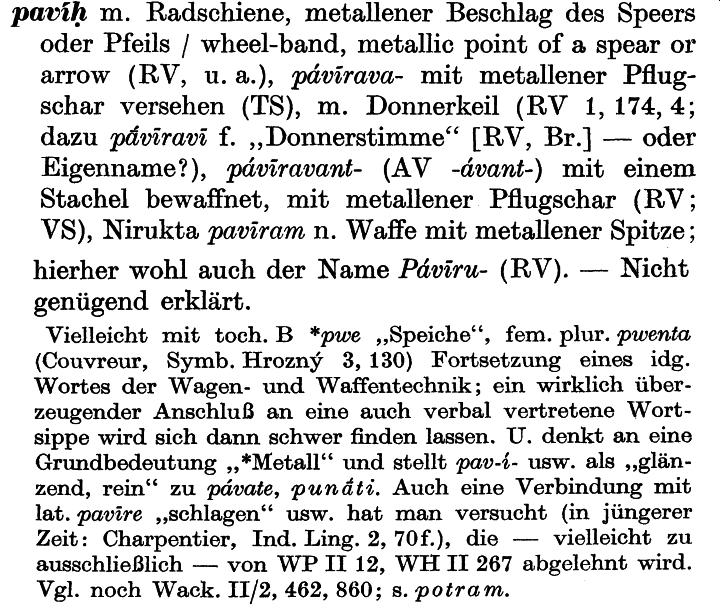 pavíḥ m. Radschiene, metallener Beschlag des Speers
oder Pfeils / wheel-band, metallic point of a spear or
arrow (RV, u. a.), pávīrava- mit metallener Pflug-
schar versehen (TS), m. Donnerkeil (RV 1, 174, 4;
dazu pā́vīravī f. „Donnerstimme“ [RV, Br.] — oder
Eigenname?), pávīravant- (AV -ávant-) mit einem
Stachel bewaffnet, mit metallener Pflugschar (RV;
VS), Nirukta pavīram n. Waffe mit metallener Spitze;
hierher wohl auch der Name Pávīru- (RV). — Nicht
genügend erklärt.
Vielleicht mit toch. B *pwe „Speiche“, fem. plur. pwenta
(Couvreur, Symb. Hrozný 3, 130) Fortsetzung eines idg.
Wortes der Wagen- und Waffentechnik; ein wirklich über-
zeugender Anschluß an eine auch verbal vertretene Wort-
sippe wird sich dann schwer finden lassen. U. denkt an eine
Grundbedeutung „*Metall“ und stellt pav-í- usw. als „glän-
zend, rein“ zu pávate, punā́ti. Auch eine Verbindung mit
lat. pavīre „schlagen“ usw. hat man versucht (in jüngerer
Zeit: Charpentier, Ind. Ling. 2, 70f.), die — vielleicht zu
ausschließlich — von WP II 12, WH II 267 abgelehnt wird.
Vgl. noch Wack. II/2, 462, 860; s. potram.